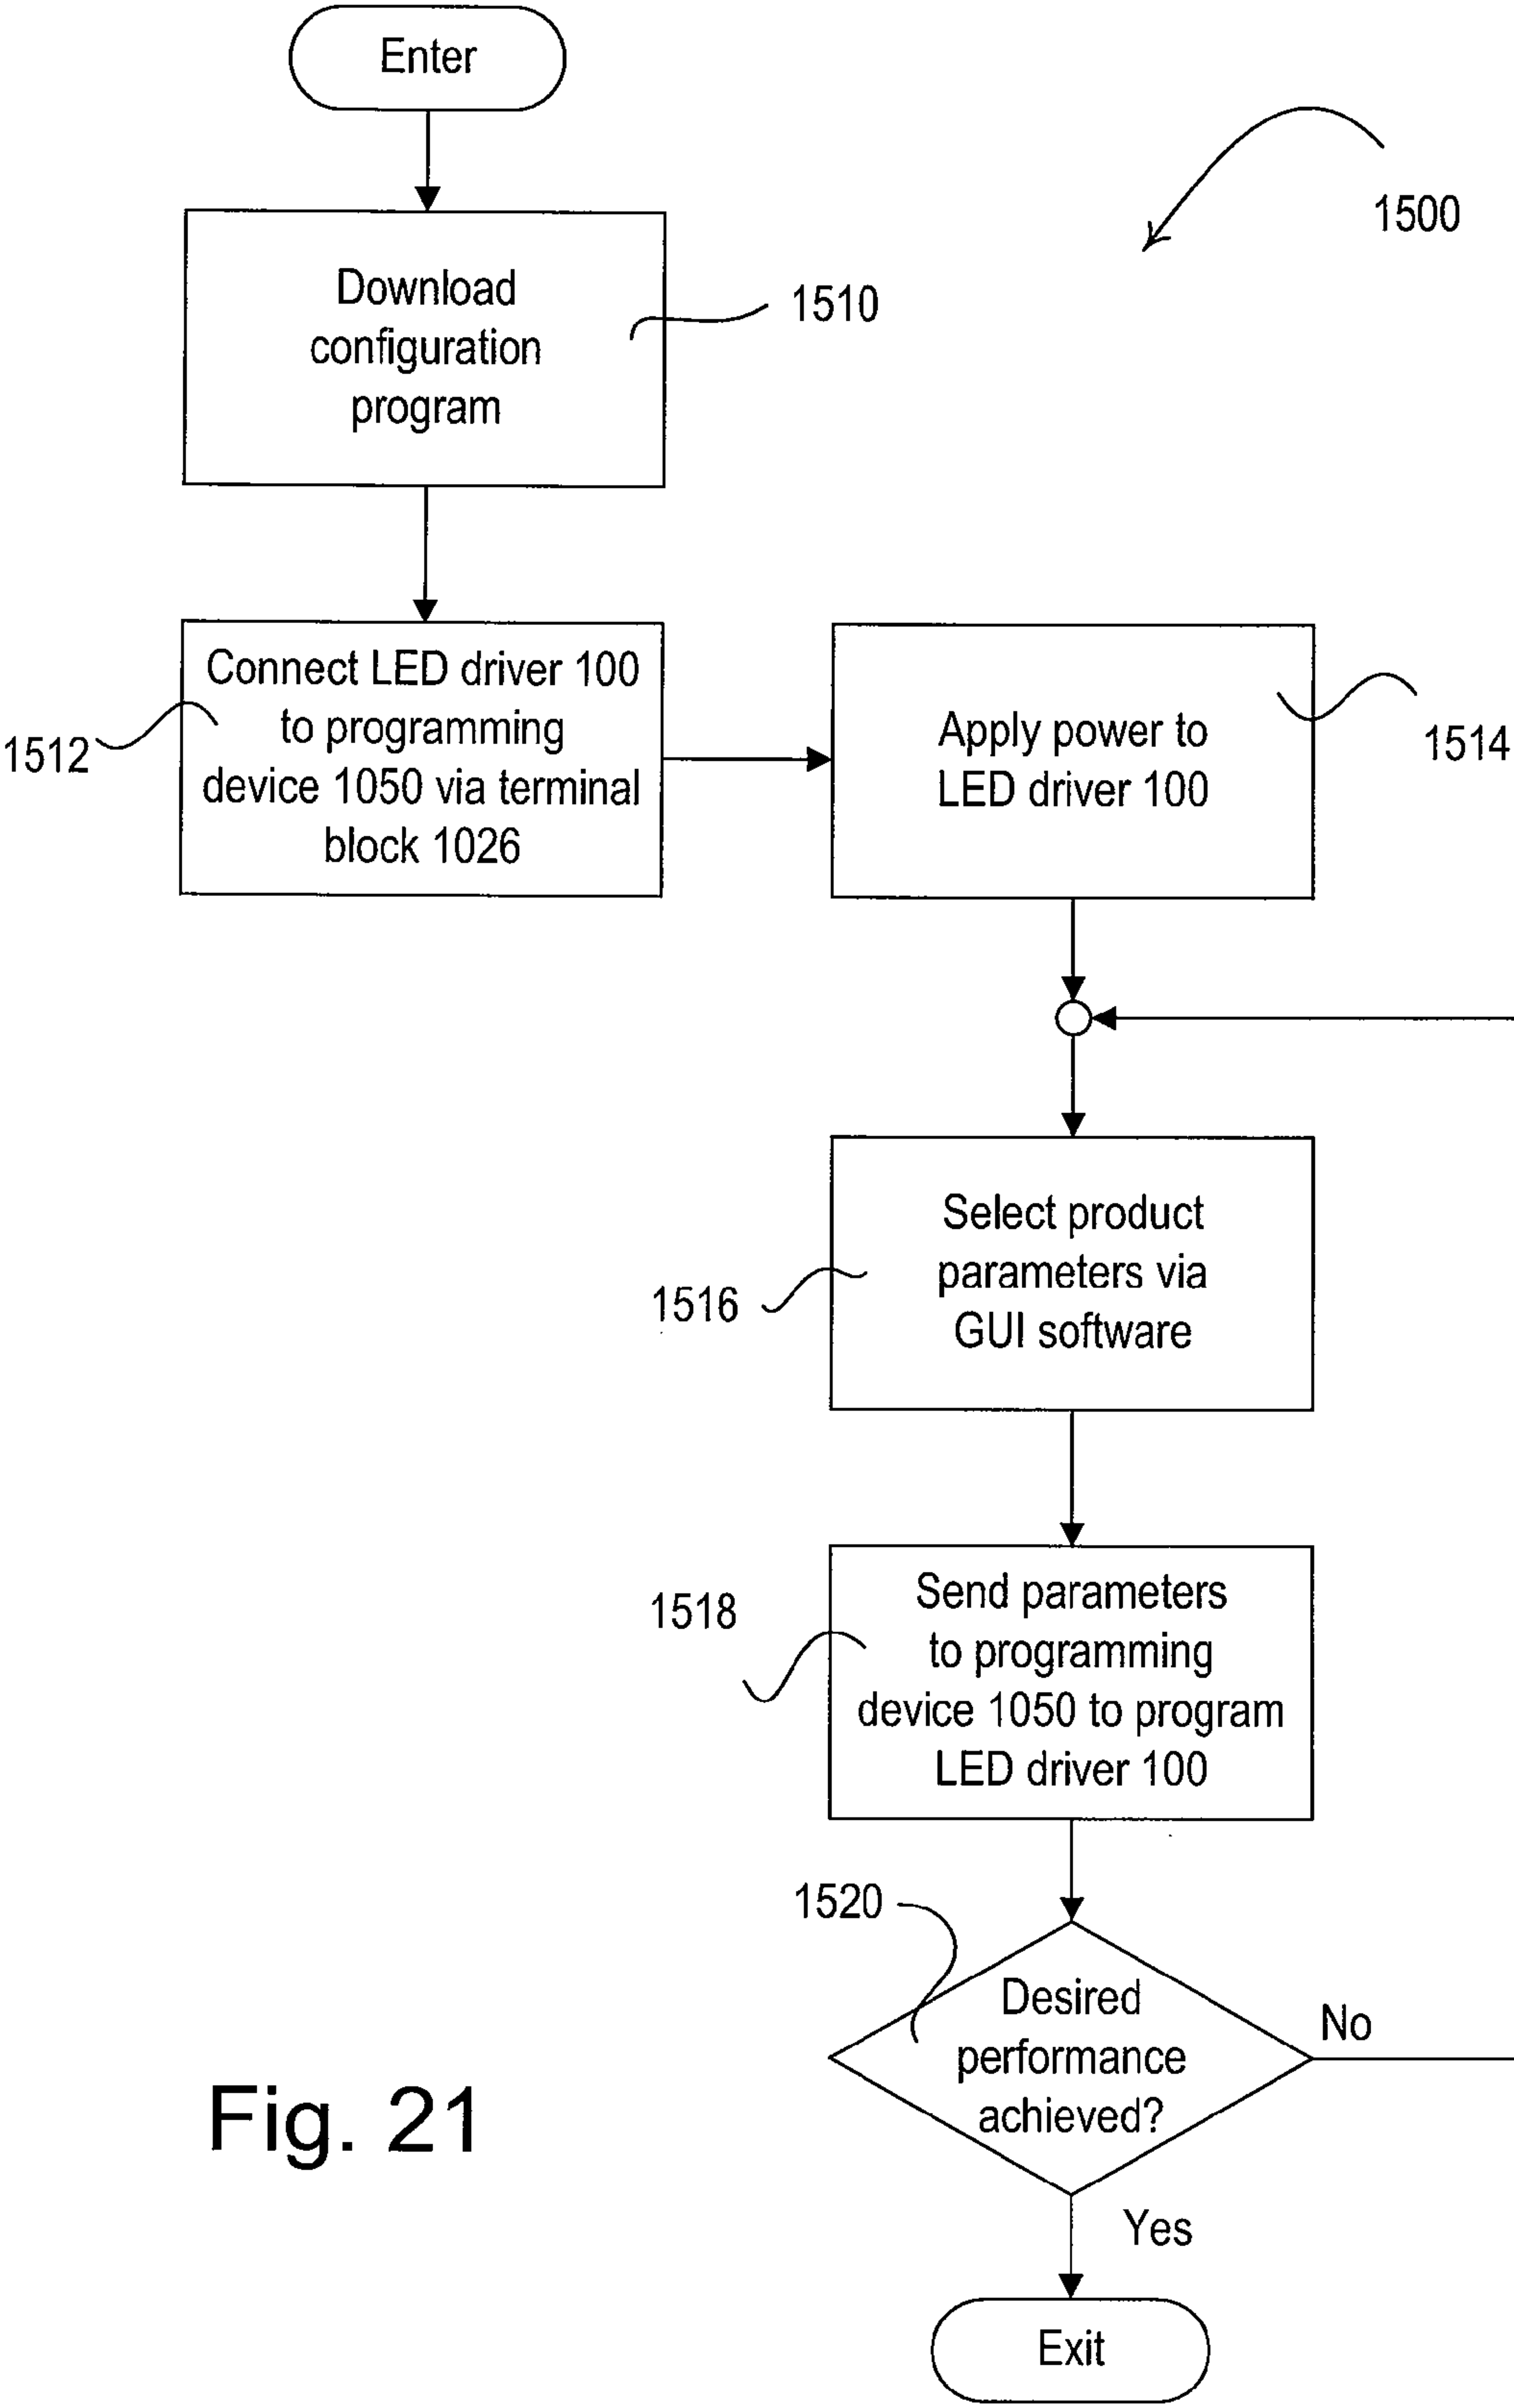 Enter
1500
Download
configuration
program
1510
Connect LED driver 100
to programming
device 1050 via terminal
block 1026
1512
Apply power to
LED driver 100
1514
Select product
parameters via
GUI software
1516
Send parameters
to programming
device 1050 to program
LED driver 100
1518
1520
Desired
performance
achieved?
No
Yes
Exit
Fig. 21